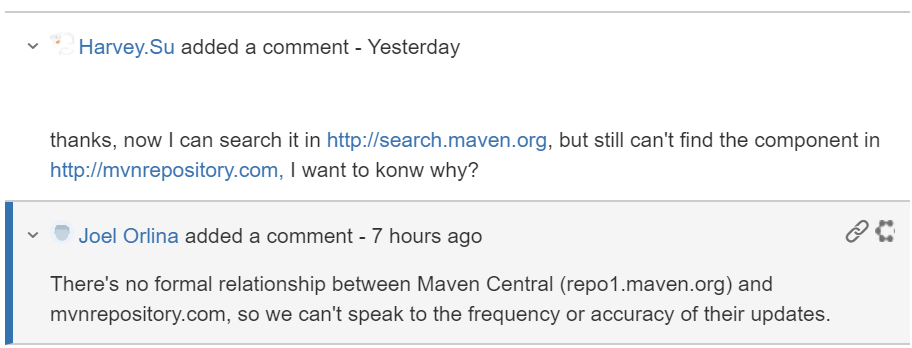 Harvey.Su added a comment - Yesterday
thanks, now I can search it in http://search.maven.org, but still can't find the component in
http://mvnrepository.com, I want to konw why?
Joel Orlina added a comment - 7 hours ago
There's no formal relationship between Maven Central (repo1.maven.org) and
mvnrepository.com, so we can't speak to the frequency or accuracy of their updates.